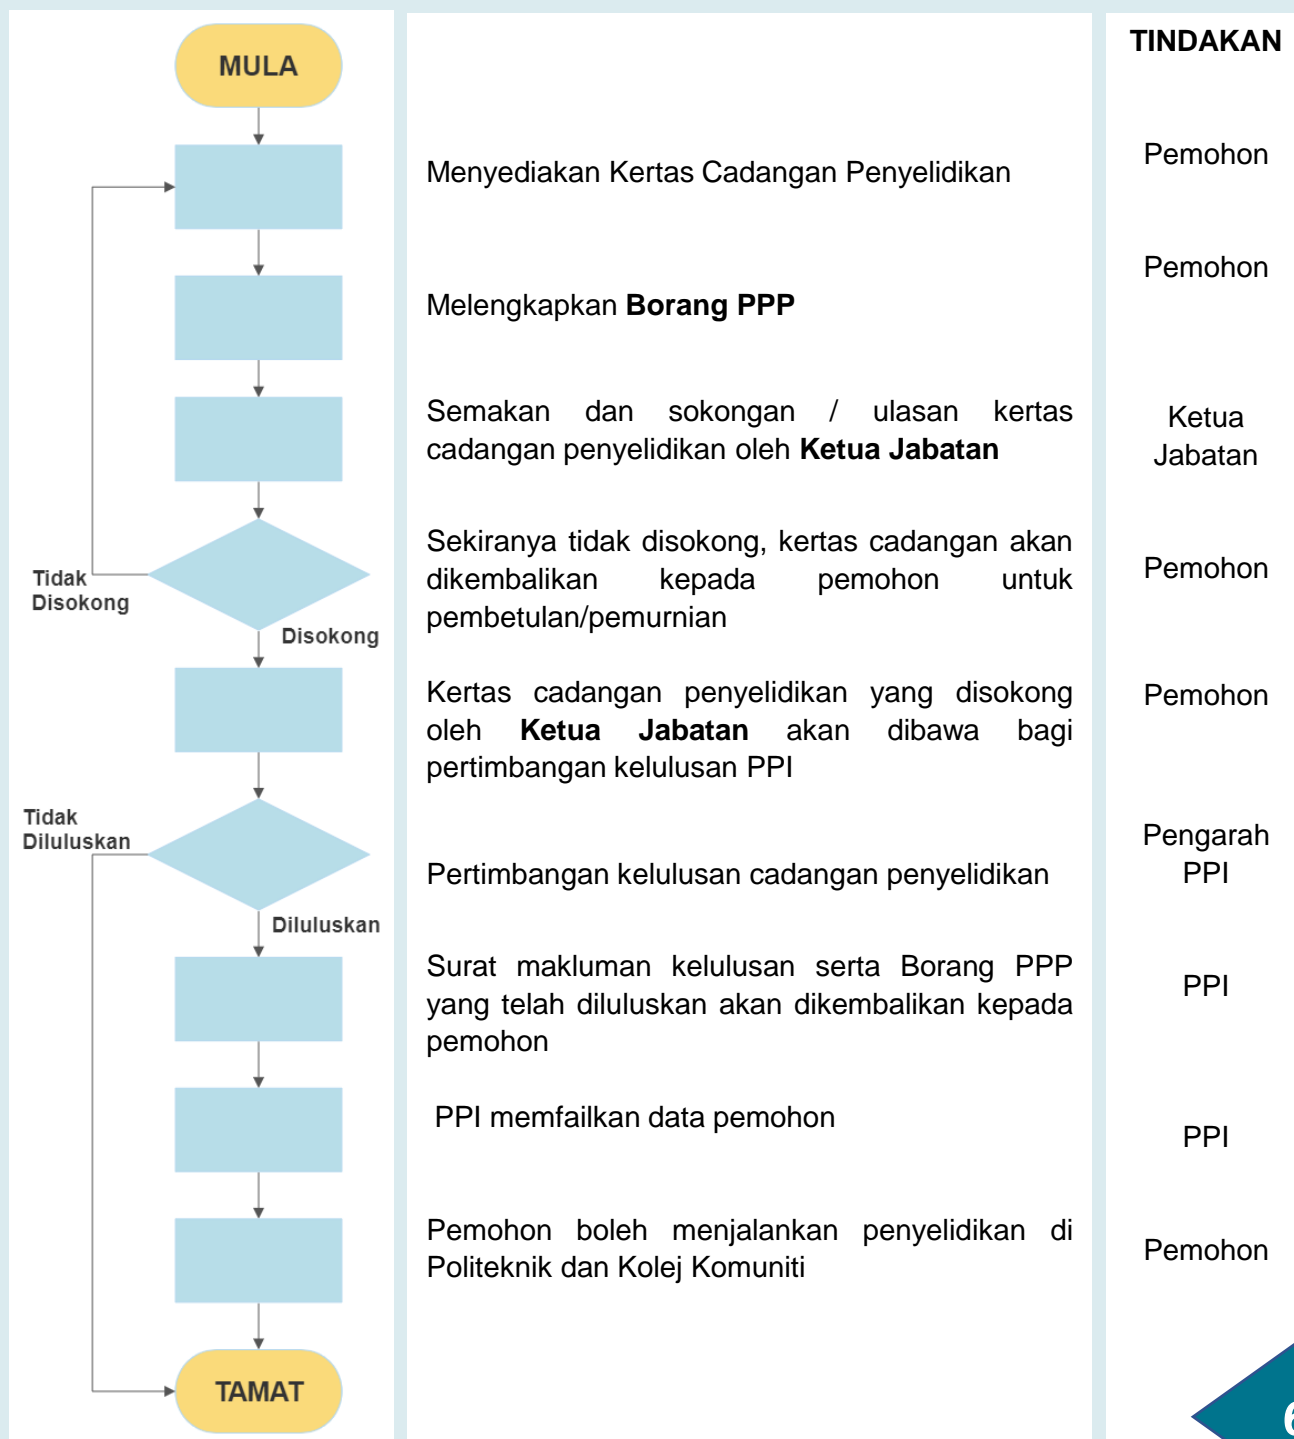 TINDAKAN
MULA
Menyediakan Kertas Cadangan Penyelidikan
Pemohon
Melengkapkan Borang PPP
Pemohon
Semakan dan sokongan / ulasan kertas
cadangan penyelidikan oleh Ketua Jabatan
Ketua
Jabatan
Tidak
Disokong
Disokong
Sekiranya tidak disokong, kertas cadangan akan
dikembalikan kepada pemohon untuk
pembetulan/pemurnian
Pemohon
Kertas cadangan penyelidikan yang disokong
oleh Ketua Jabatan akan dibawa bagi
pertimbangan kelulusan PPI
Pemohon
Tidak
Diluluskan
Diluluskan
Pertimbangan kelulusan cadangan penyelidikan
Pengarah
PPI
Surat makluman kelulusan serta Borang PPP
yang telah diluluskan akan dikembalikan kepada
pemohon
PPI
PPI memfailkan data pemohon
PPI
Pemohon boleh menjalankan penyelidikan di
Politeknik dan Kolej Komuniti
Pemohon
TAMAT